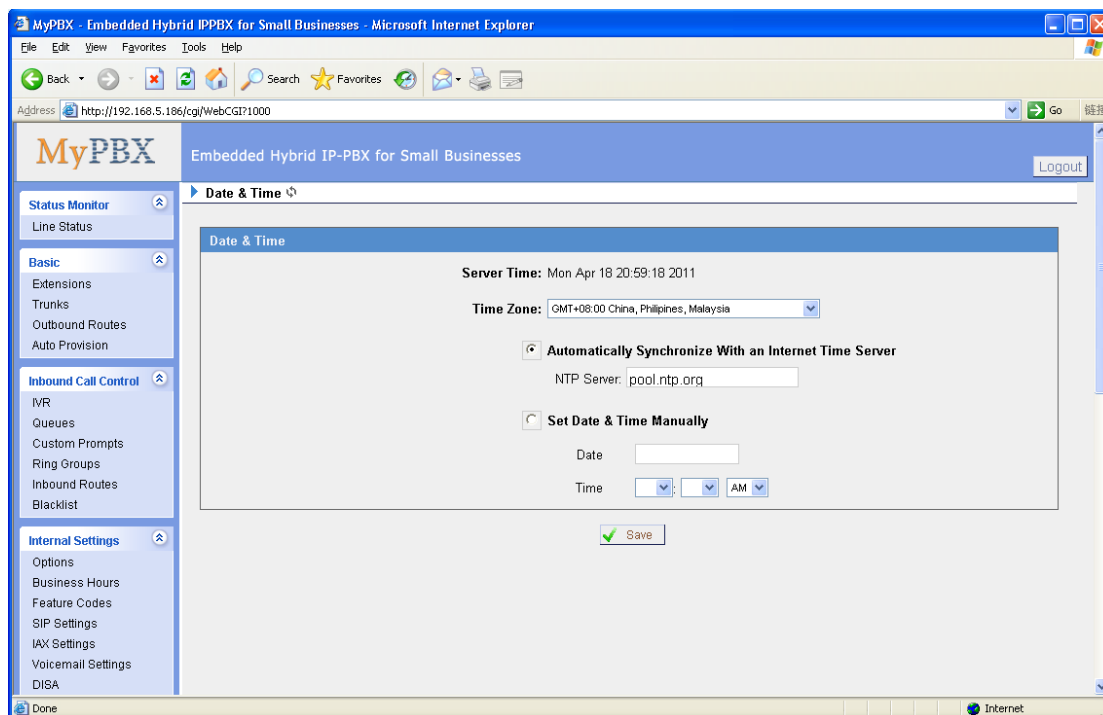 MyPBX - Embedded Hybrid IPPBX for Small Businesses - Microsoft Internet Explorer
File Edit View Favorites Tools Help
Back Search Favorites
Address http://192.168.5.186/cgi/WebCGI?1000 Go 链接
MyPBX
Embedded Hybrid IP-PBX for Small Businesses
Logout
Status Monitor
Line Status
Basic
Extensions
Trunks
Outbound Routes
Auto Provision
Inbound Call Control
IVR
Queues
Custom Prompts
Ring Groups
Inbound Routes
Blacklist
Internal Settings
Options
Business Hours
Feature Codes
SIP Settings
IAX Settings
Voicemail Settings
DISA
Date & Time
Date & Time
Server Time: Mon Apr 18 20:59:18 2011
Time Zone: GMT+08:00 China, Philipines, Malaysia
Automatically Synchronize With an Internet Time Server
NTP Server: pool.ntp.org
Set Date & Time Manually
Date
Time : AM
Save
Done Internet